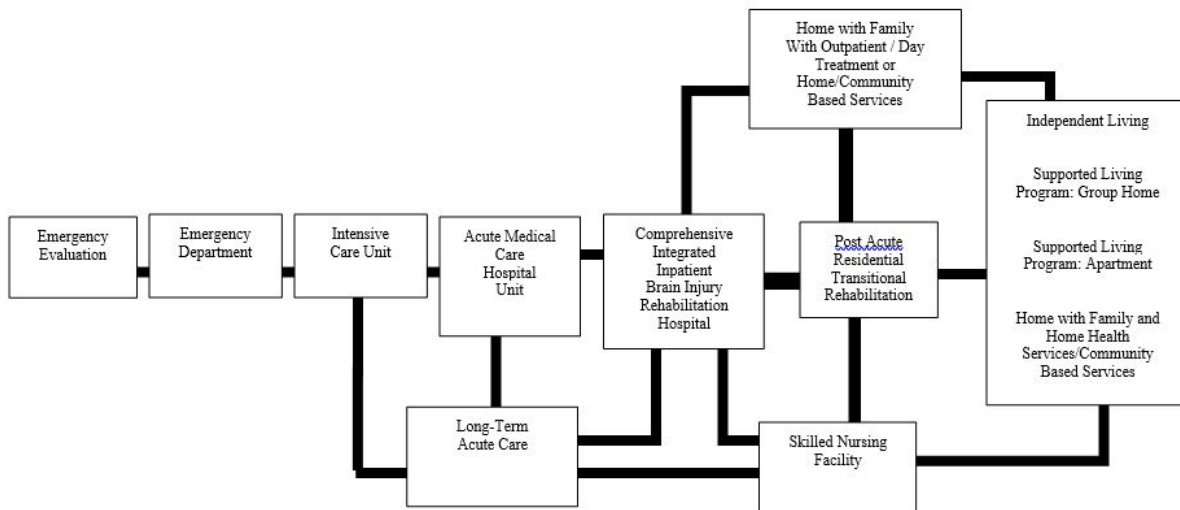 Emergency
Evaluation
Emergency
Department
Intensive
Care Unit
Acute Medical
Care
Hospital
Unit
Long-Term
Acute Care
Comprehensive
Integrated
Inpatient
Brain Injury
Rehabilitation
Hospital
Home with Family
With Outpatient / Day
Treatment or
Home/Community
Based Services
Post Acute
Residential
Transitional
Rehabilitation
Skilled Nursing
Facility
Independent Living
Supported Living
Program: Group Home
Supported Living
Program: Apartment
Home with Family and
Home Health
Services/Community
Based Services